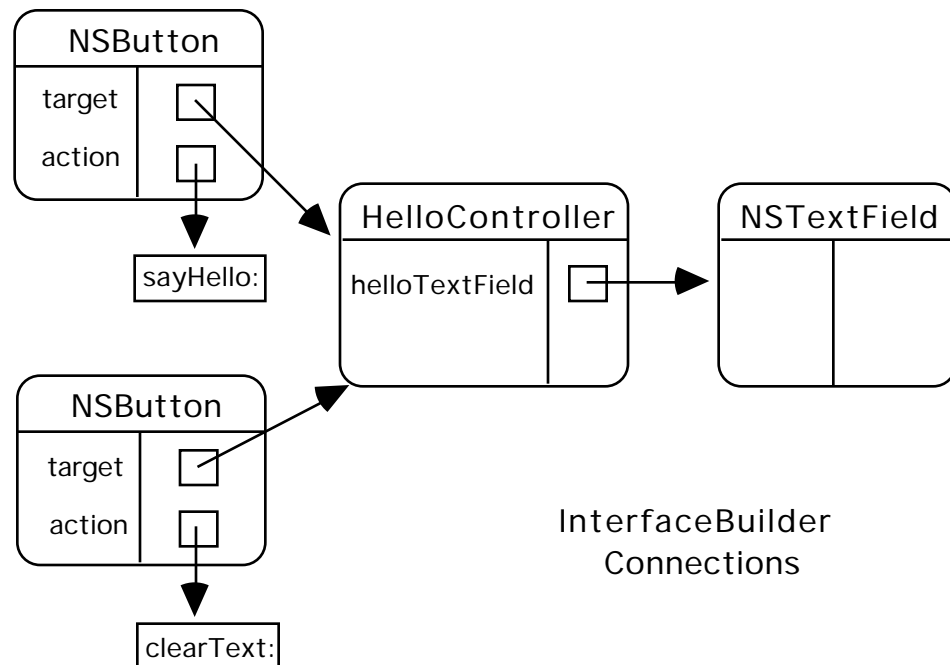 NSButton
target
action
sayHello:
HelloController
helloTextField
NSTextField
NSButton
target
action
clearText:
InterfaceBuilder
Connections